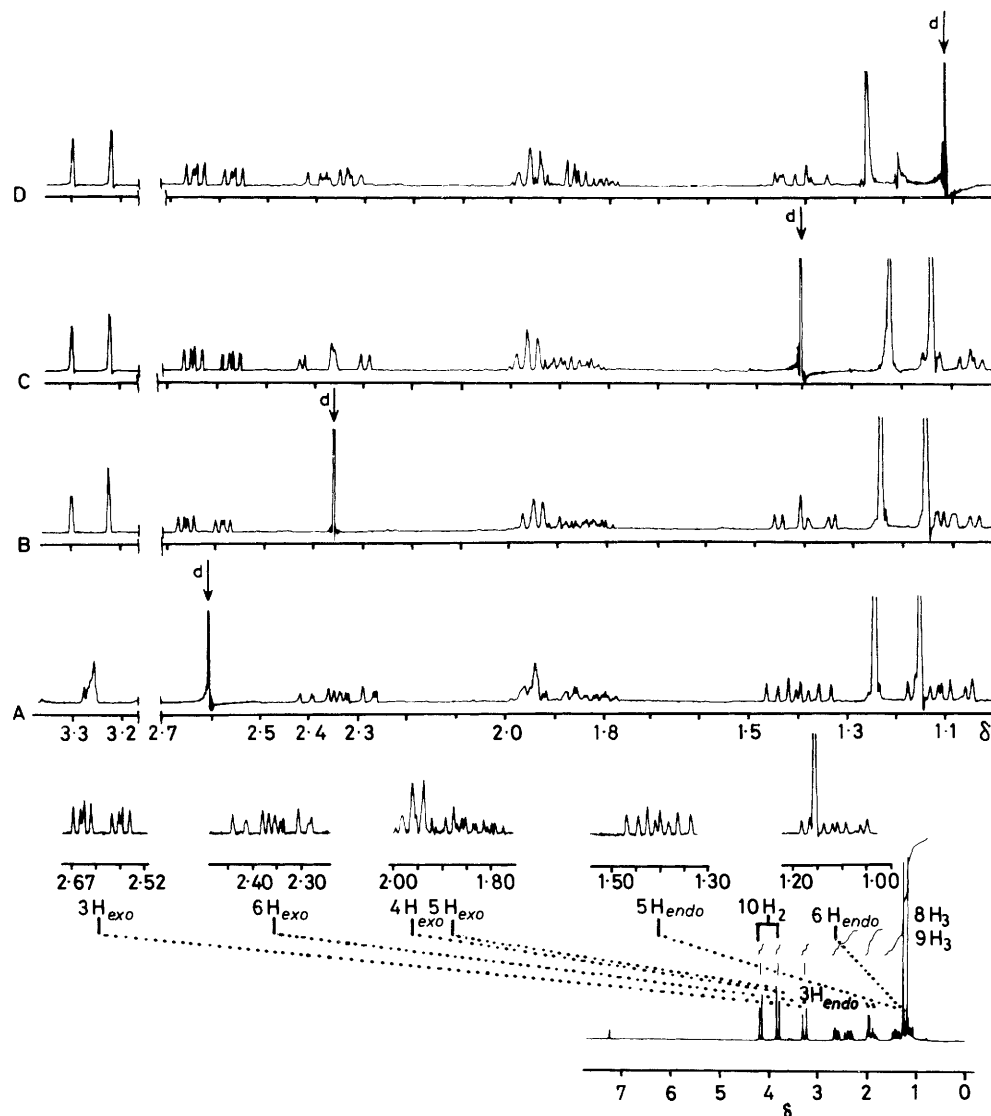 d
D
d
C
d
B
d
A
3·3 3·2 2·7 2·5 2·4 2·3 2·0 1·8 1·5 1·3 1·1 δ
2·67 2·52 2·40 2·30 2·00 1·80 1·50 1·30 1·20 1·00
3Hexo 6Hexo 4Hexo 5Hexo 5Hendo 10H2 6Hendo 8H3
9H3
3Hendo
7 6 5 4 3 2 1 0
δ